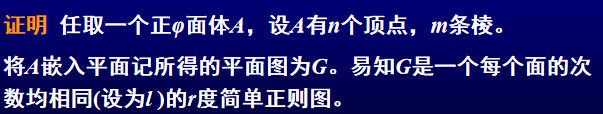 证明 任取一个正φ面体A，设A有n个顶点，m条棱。
将A嵌入平面记所得的平面图为G。易知G是一个每个面的次
数均相同(设为l )的r度简单正则图。